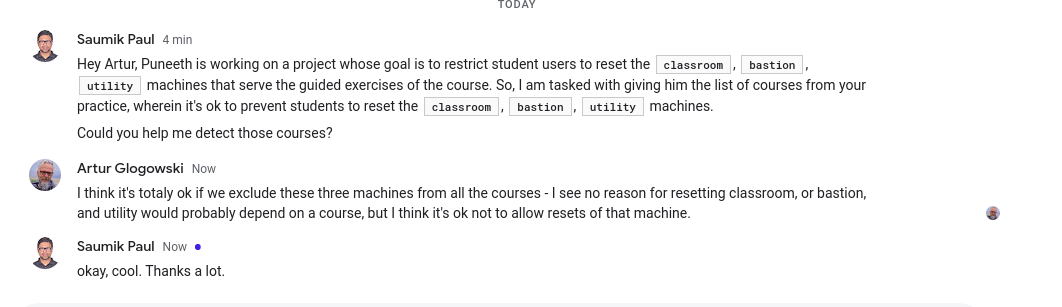 TODAY
Saumik Paul 4 min
Hey Artur, Puneeth is working on a project whose goal is to restrict student users to reset the classroom , bastion ,
utility machines that serve the guided exercises of the course. So, I am tasked with giving him the list of courses from your
practice, wherein it's ok to prevent students to reset the classroom , bastion , utility machines.
Could you help me detect those courses?
Artur Glogowski Now
I think it's totaly ok if we exclude these three machines from all the courses - I see no reason for resetting classroom, or bastion,
and utility would probably depend on a course, but I think it's ok not to allow resets of that machine.
Saumik Paul Now
okay, cool. Thanks a lot.